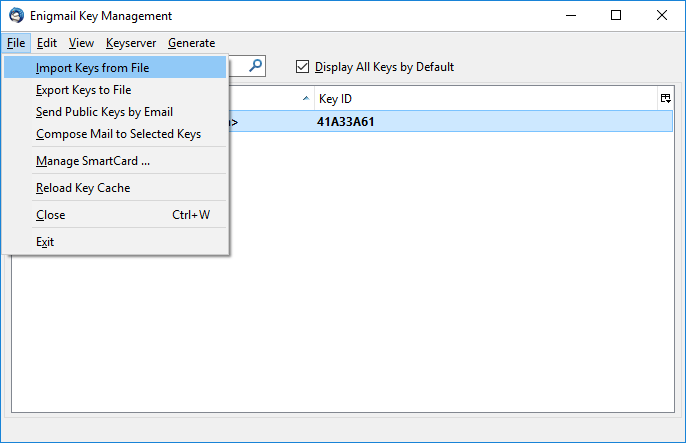 Enigmail Key Management
File Edit View Keyserver Generate
Import Keys from File
Display All Keys by Default
Export Keys to File
Key ID
Send Public Keys by Email
> 41A33A61
Compose Mail to Selected Keys
Manage SmartCard ...
Reload Key Cache
Close Ctrl+W
Exit